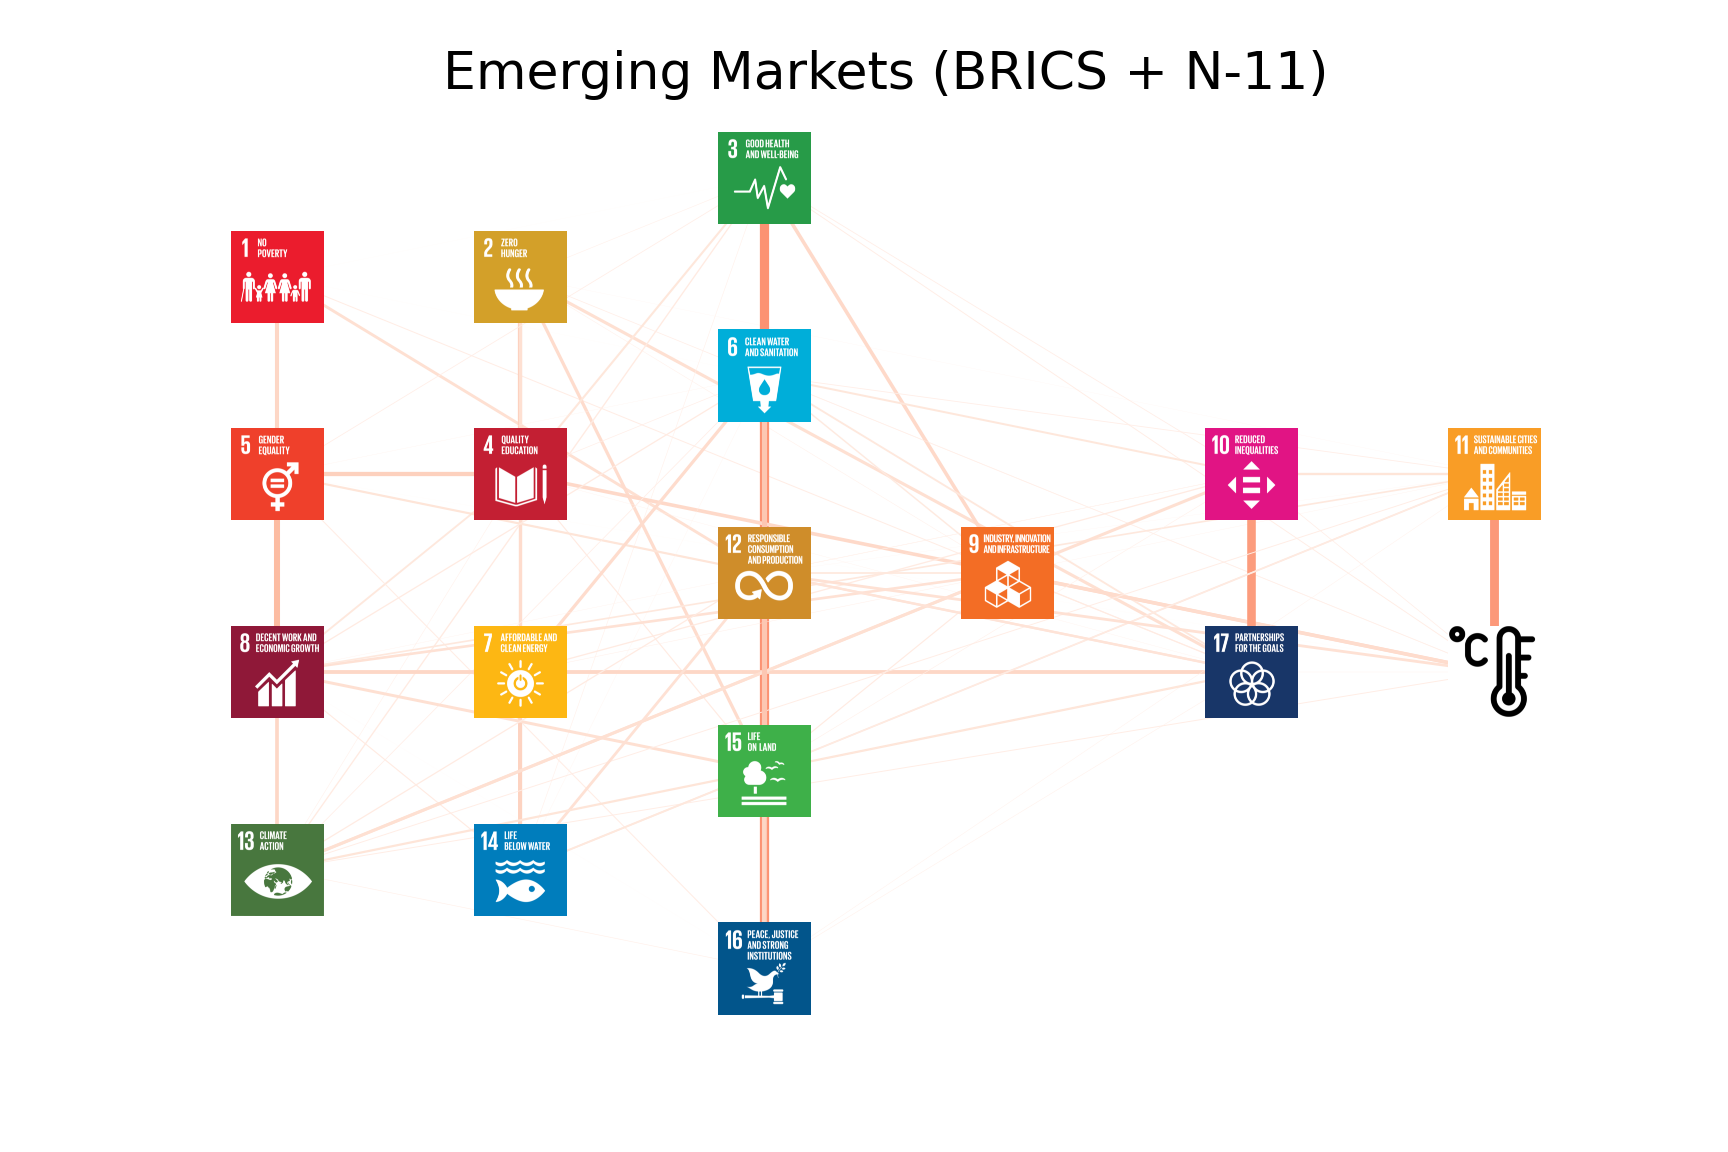 Emerging Markets (BRICS + N-11)
3 GOOD HEALTH
AND WELL-BEING
1 NO
POVERTY
2 ZERO
HUNGER
6 CLEAN WATER
AND SANITATION
5 GENDER
EQUALITY
4 QUALITY
EDUCATION
10 REDUCED
INEQUALITIES
11 SUSTAINABLE CITIES
AND COMMUNITIES
12 RESPONSIBLE
CONSUMPTION
AND PRODUCTION
9 INDUSTRY, INNOVATION
AND INFRASTRUCTURE
8 DECENT WORK AND
ECONOMIC GROWTH
7 AFFORDABLE AND
CLEAN ENERGY
17 PARTNERSHIPS
FOR THE GOALS
°C
15 LIFE
ON LAND
13 CLIMATE
ACTION
14 LIFE
BELOW WATER
16 PEACE, JUSTICE
AND STRONG
INSTITUTIONS